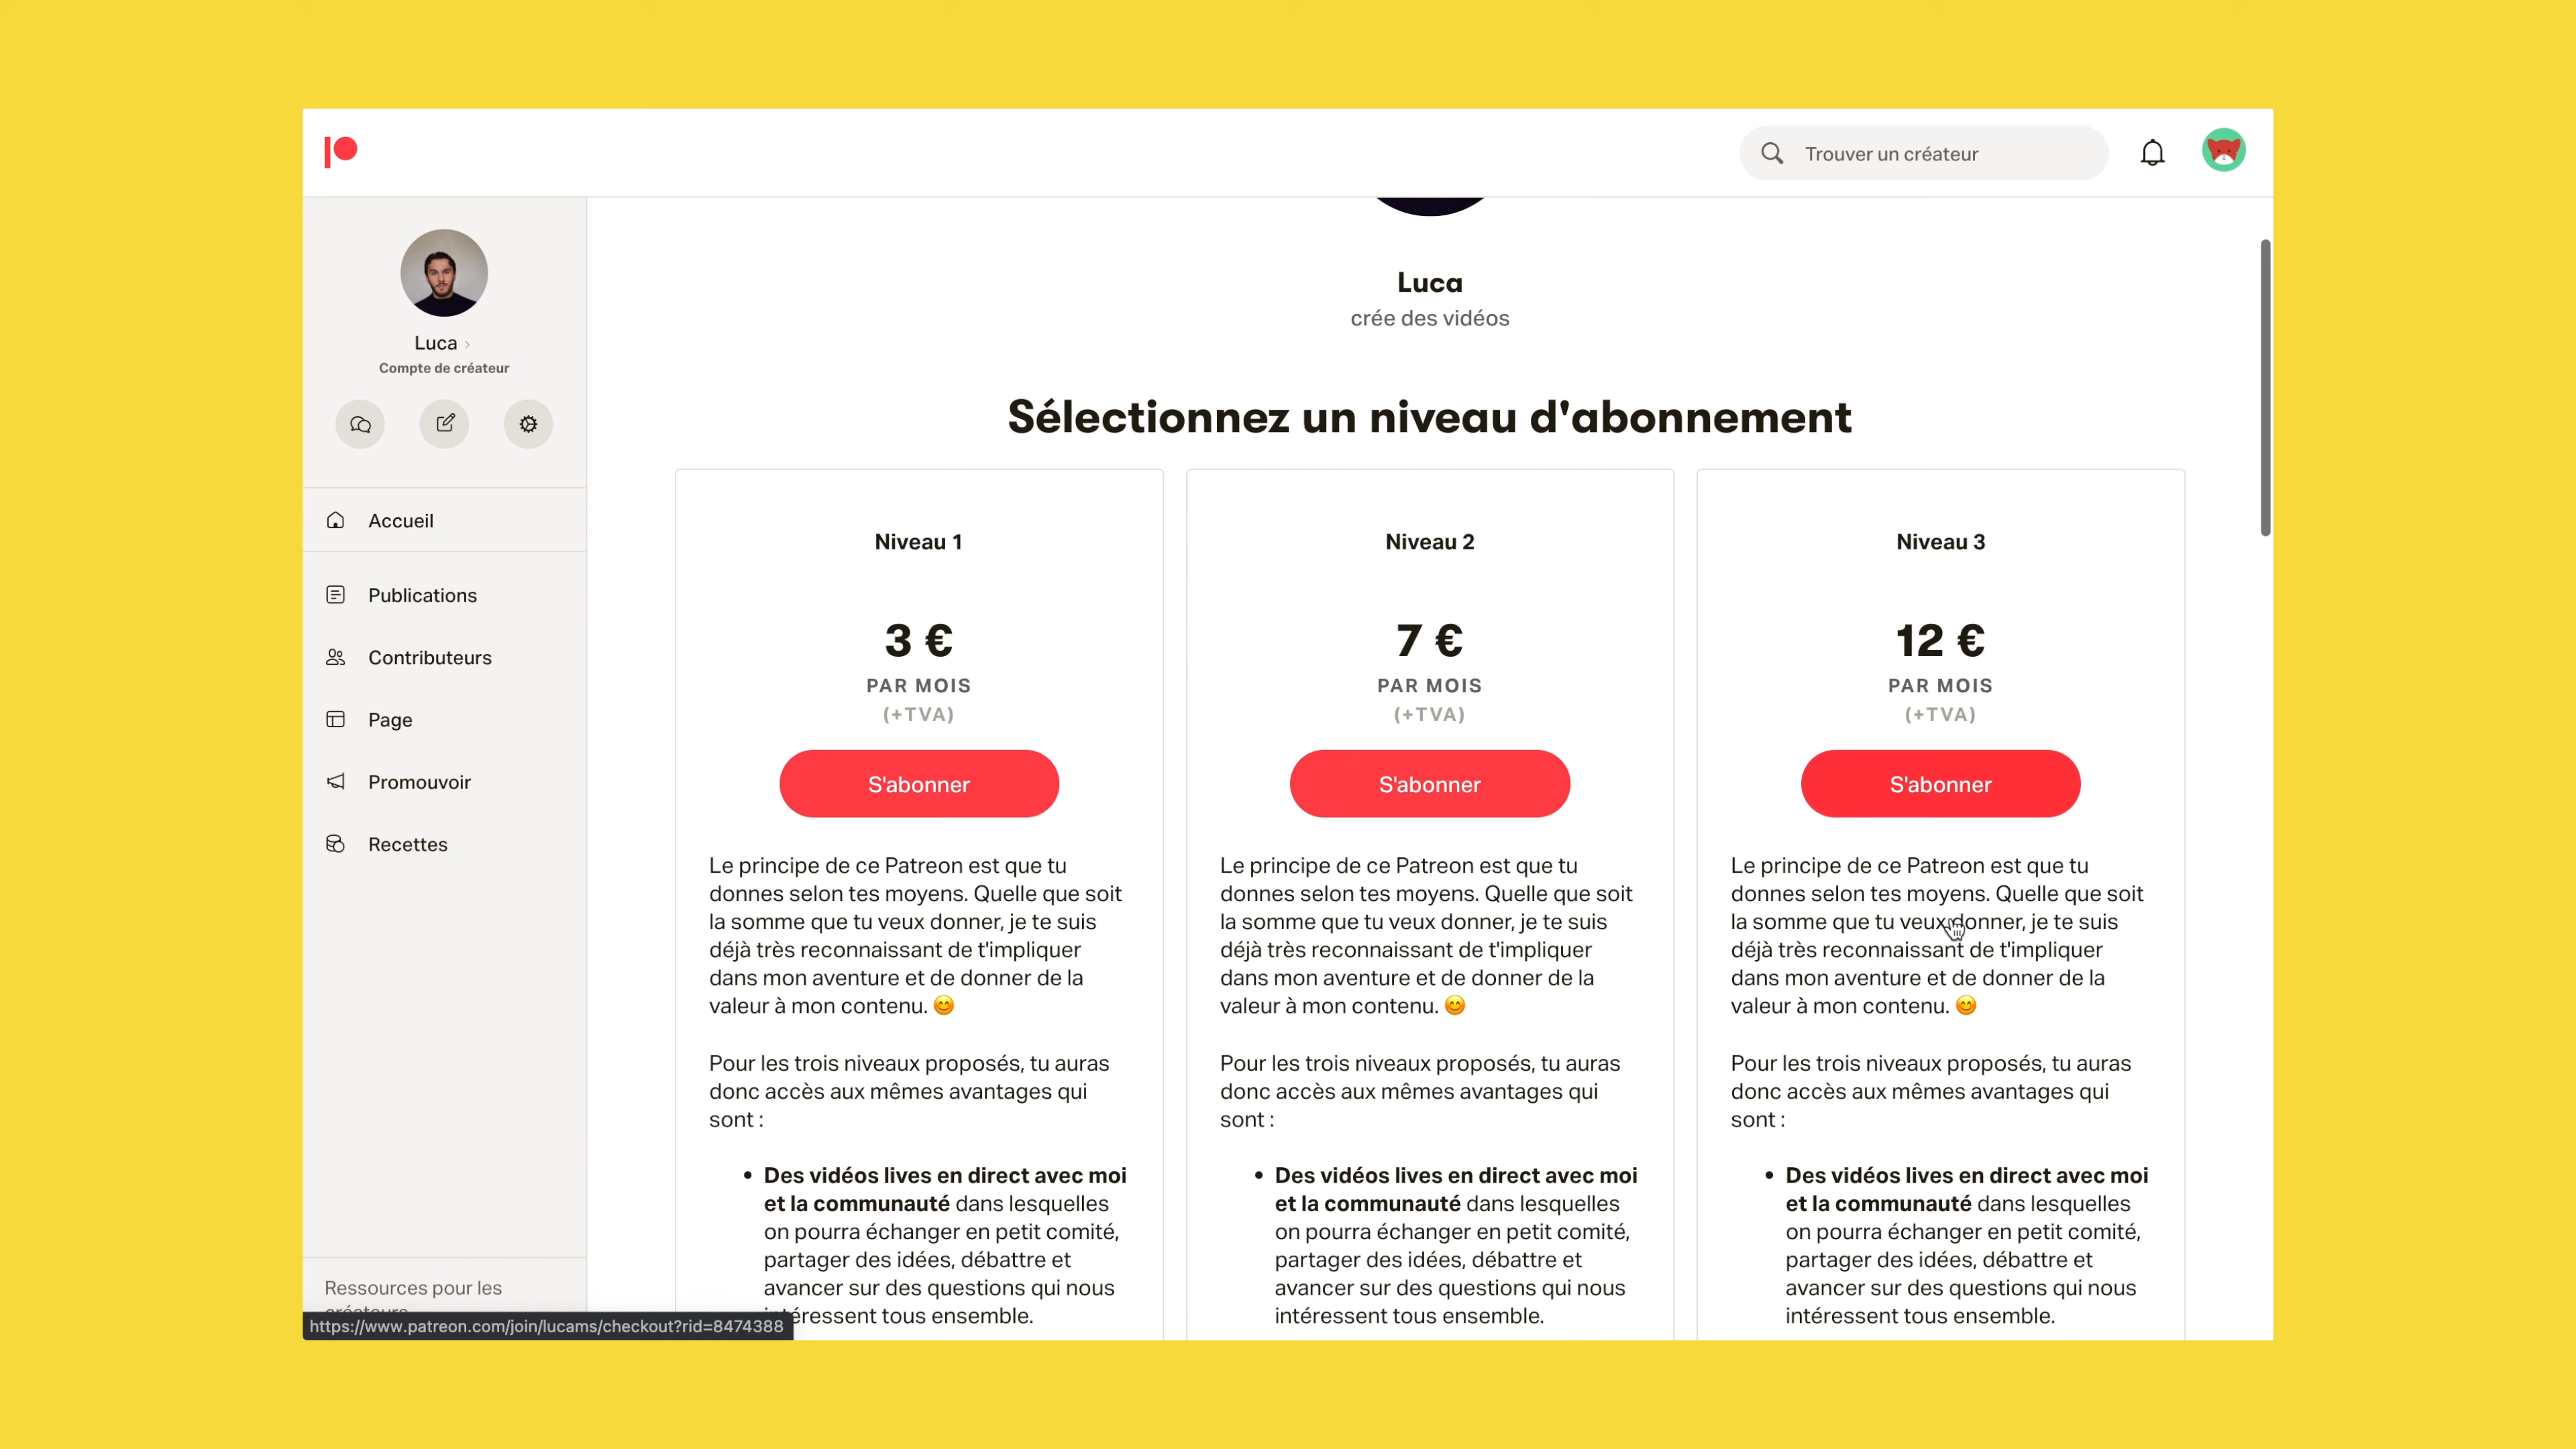 Trouver un créateur
Luca
Compte de créateur
Accueil
Publications
Contributeurs
Page
Promouvoir
Recettes
Ressources pour les
créateurs
https://www.patreon.com/join/lucams/checkout?rid=8474388
Luca
crée des vidéos
Sélectionnez un niveau d'abonnement
Niveau 1
3 €
PAR MOIS
(+TVA)
S'abonner
Le principe de ce Patreon est que tu
donnes selon tes moyens. Quelle que soit
la somme que tu veux donner, je te suis
déjà très reconnaissant de t'impliquer
dans mon aventure et de donner de la
valeur à mon contenu. 😊
Pour les trois niveaux proposés, tu auras
donc accès aux mêmes avantages qui
sont :
• Des vidéos lives en direct avec moi
et la communauté dans lesquelles
on pourra échanger en petit comité,
partager des idées, débattre et
avancer sur des questions qui nous
intéressent tous ensemble.
Niveau 2
7 €
PAR MOIS
(+TVA)
S'abonner
Le principe de ce Patreon est que tu
donnes selon tes moyens. Quelle que soit
la somme que tu veux donner, je te suis
déjà très reconnaissant de t'impliquer
dans mon aventure et de donner de la
valeur à mon contenu. 😊
Pour les trois niveaux proposés, tu auras
donc accès aux mêmes avantages qui
sont :
• Des vidéos lives en direct avec moi
et la communauté dans lesquelles
on pourra échanger en petit comité,
partager des idées, débattre et
avancer sur des questions qui nous
intéressent tous ensemble.
Niveau 3
12 €
PAR MOIS
(+TVA)
S'abonner
Le principe de ce Patreon est que tu
donnes selon tes moyens. Quelle que soit
la somme que tu veux donner, je te suis
déjà très reconnaissant de t'impliquer
dans mon aventure et de donner de la
valeur à mon contenu. 😊
Pour les trois niveaux proposés, tu auras
donc accès aux mêmes avantages qui
sont :
• Des vidéos lives en direct avec moi
et la communauté dans lesquelles
on pourra échanger en petit comité,
partager des idées, débattre et
avancer sur des questions qui nous
intéressent tous ensemble.